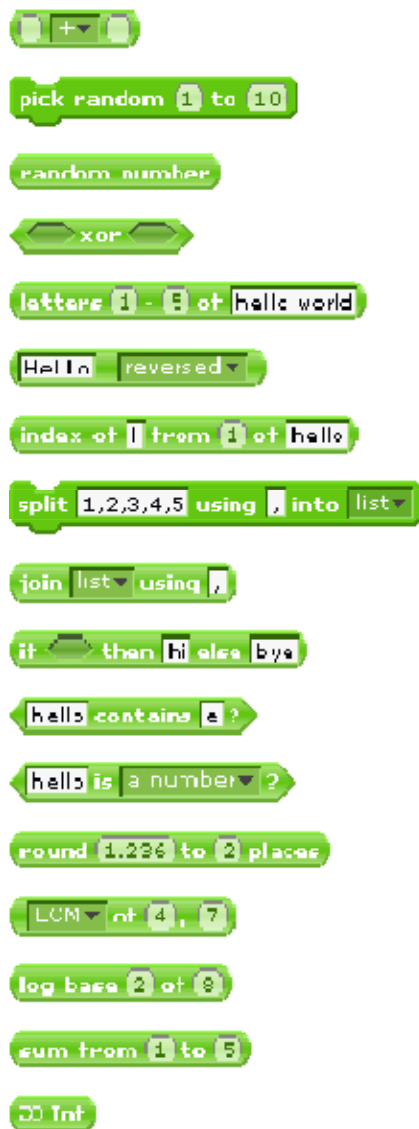 +
pick random 1 to 10
random number
xor
letters 1 - 5 of hello world
Hello reversed
index of l from 1 of hello
split 1,2,3,4,5 using , into list
join list using ,
if then hi else bye
hello contains e ?
hello is a number ?
round 1.236 to 2 places
LCM of 4, 7
log base 2 of 8
sum from 1 to 5
Int